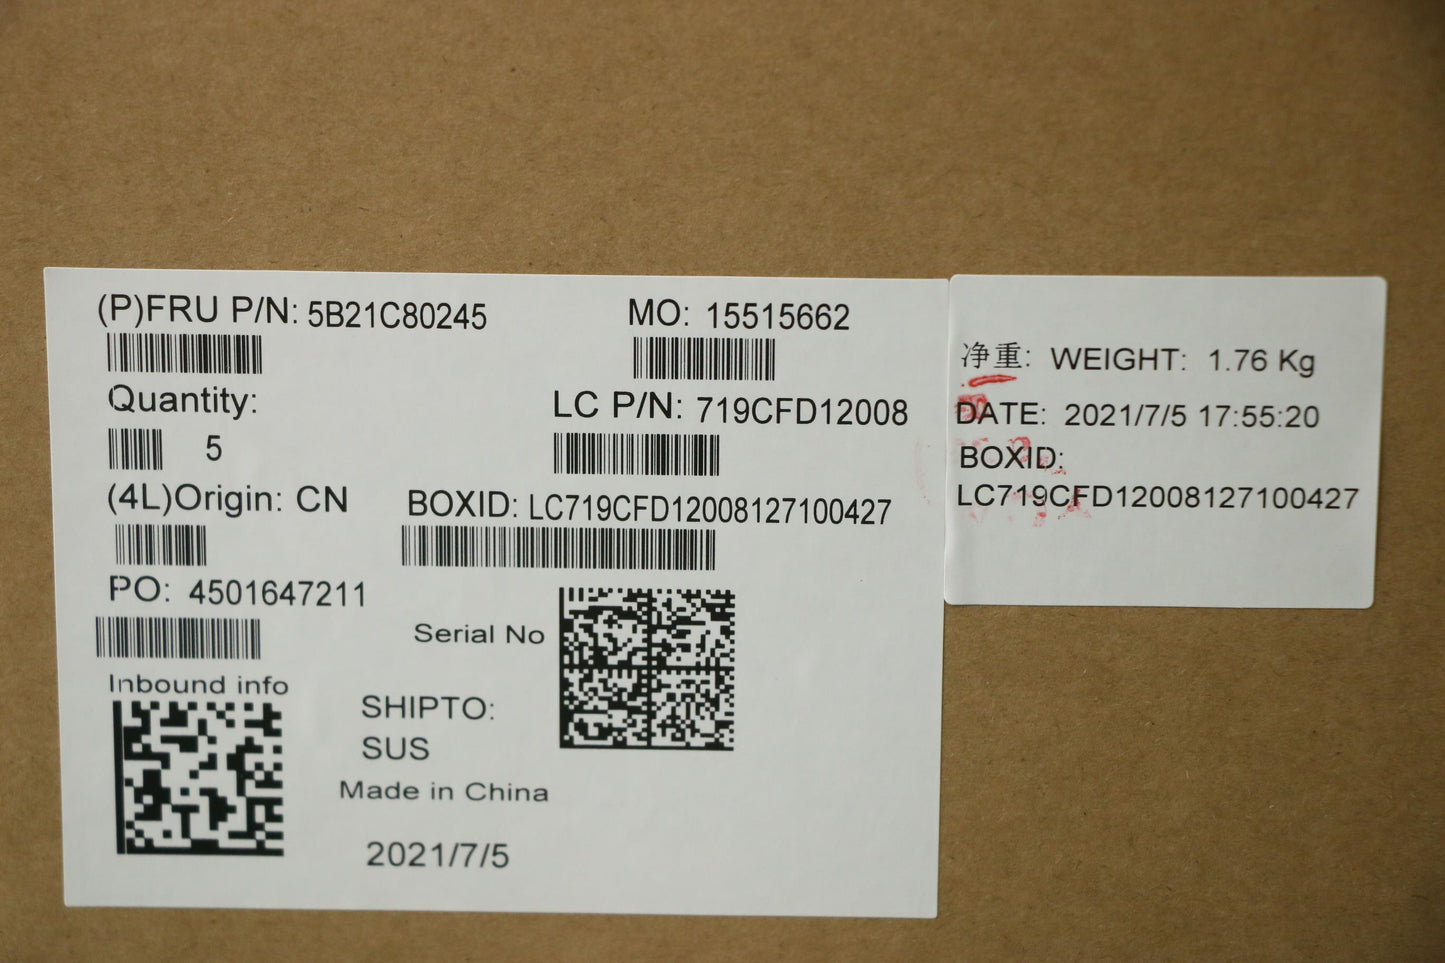 (P)FRU P/N: 5B21C80245
MO: 15515662
Quantity:
5
LC P/N: 719CFD12008
(4L)Origin: CN
BOXID: LC719CFD12008127100427
PO: 4501647211
Serial No
Inbound info
SHIPTO:
SUS
Made in China
2021/7/5
净重: WEIGHT: 1.76 Kg
DATE: 2021/7/5 17:55:20
BOXID:
LC719CFD12008127100427